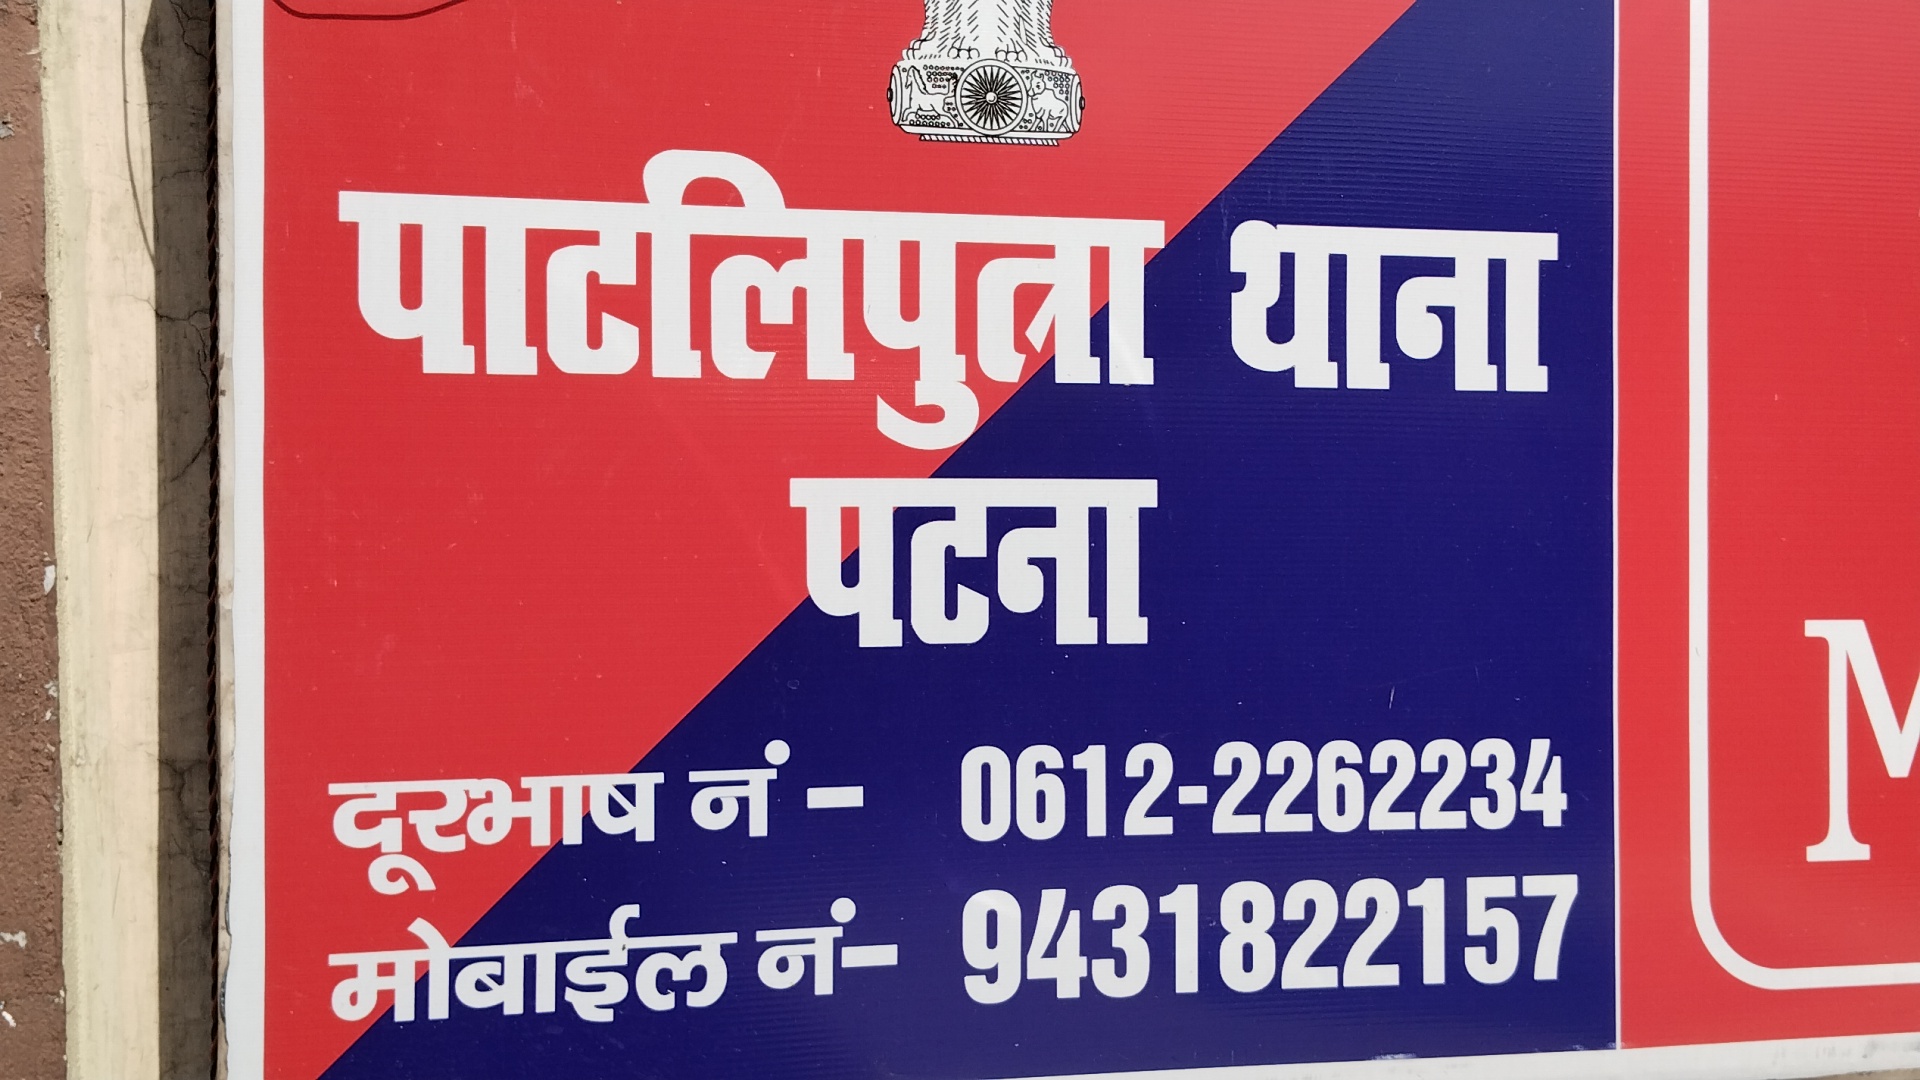 पाटलिपुत्रा थाना
पटना
दूरभाष नं - 0612-2262234
मोबाईल नं- 9431822157
M